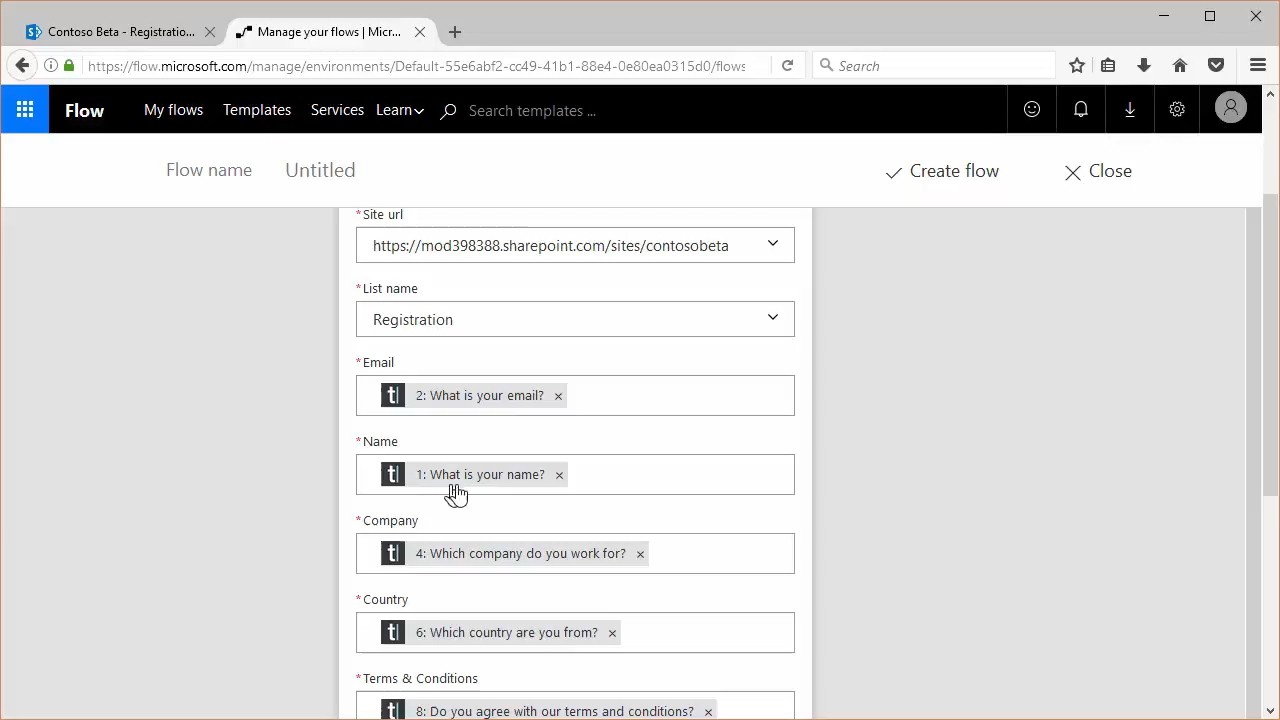 Contoso Beta - Registratio...
Manage your flows | Micr...
https://flow.microsoft.com/manage/environments/Default-55e6abf2-cc49-41b1-88e4-0e80ea0315d0/flows
Search
Flow My flows Templates Services Learn Search templates ...
Flow name Untitled Create flow Close
*Site url
https://mod398388.sharepoint.com/sites/contosobeta
*List name
Registration
*Email
t| 2: What is your email? ×
*Name
t| 1: What is your name? ×
*Company
t| 4: Which company do you work for? ×
*Country
t| 6: Which country are you from? ×
*Terms & Conditions
t| 8: Do you agree with our terms and conditions? ×